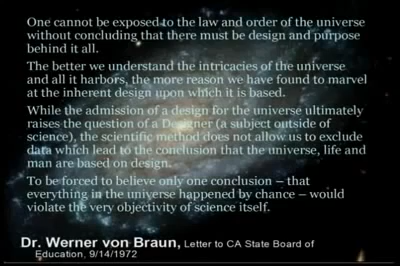 One cannot be exposed to the law and order of the universe
without concluding that there must be design and purpose
behind it all.
The better we understand the intricacies of the universe
and all it harbors, the more reason we have found to marvel
at the inherent design upon which it is based.
While the admission of a design for the universe ultimately
raises the question of a Designer (a subject outside of
science), the scientific method does not allow us to exclude
data which lead to the conclusion that the universe, life and
man are based on design.
To be forced to believe only one conclusion – that
everything in the universe happened by chance – would
violate the very objectivity of science itself.
Dr. Werner von Braun, Letter to CA State Board of
Education, 9/14/1972